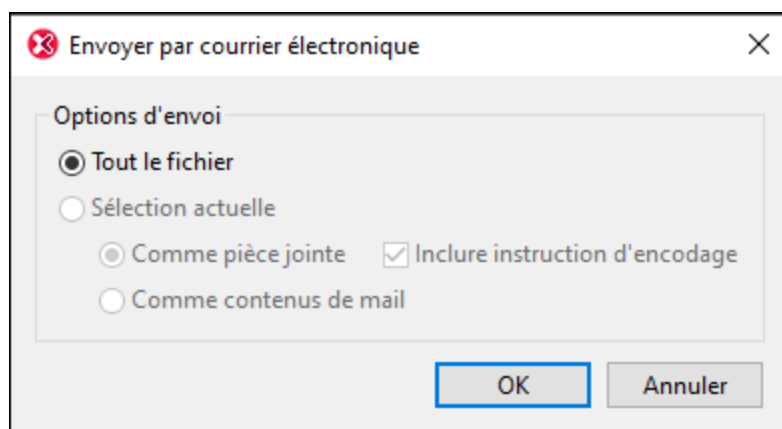 Envoyer par courrier électronique
Options d'envoi
Tout le fichier
Sélection actuelle
Comme pièce jointe Inclure instruction d'encodage
Comme contenus de mail
OK Annuler